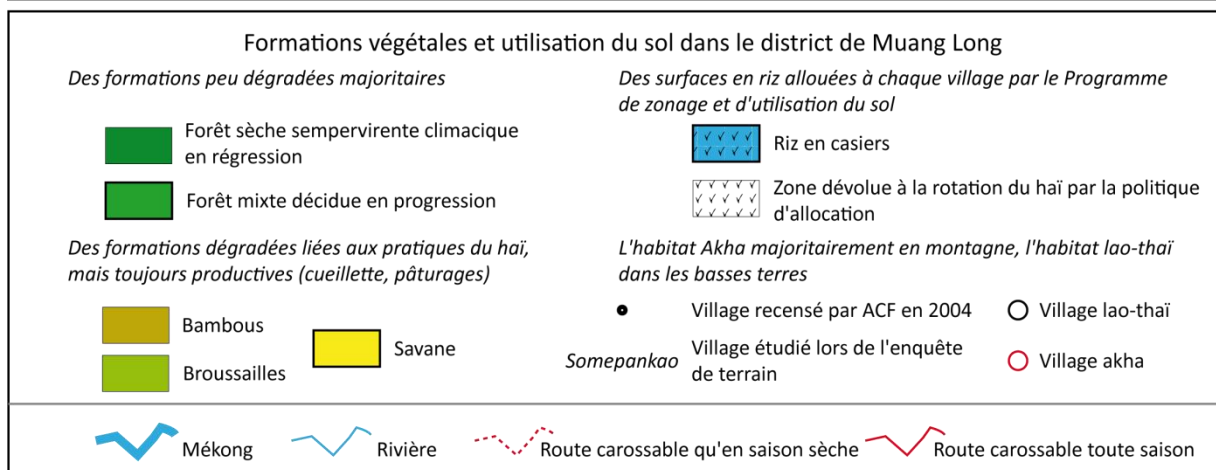 Formations végétales et utilisation du sol dans le district de Muang Long
Des formations peu dégradées majoritaires
Forêt sèche sempervirente climacique
en régression
Forêt mixte décidue en progression
Des formations dégradées liées aux pratiques du haï,
mais toujours productives (cueillette, pâturages)
Bambous
Broussailles
Savane
Des surfaces en riz allouées à chaque village par le Programme
de zonage et d'utilisation du sol
Riz en casiers
Zone dévolue à la rotation du haï par la politique
d'allocation
L'habitat Akha majoritairement en montagne, l'habitat lao-thaï
dans les basses terres
Village recensé par ACF en 2004
Village lao-thaï
Somepankao
Village étudié lors de l'enquête
de terrain
Village akha
Mékong
Rivière
Route carossable qu'en saison sèche
Route carossable toute saison